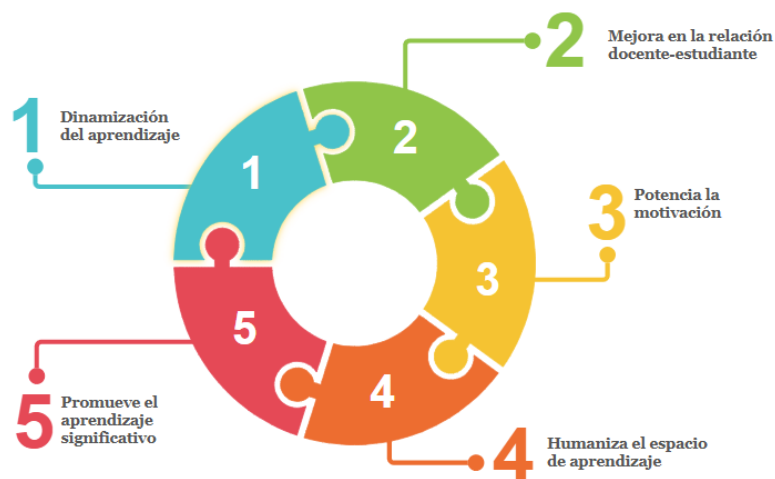 1
Dinamización
del aprendizaje
2
Mejora en la relación
docente-estudiante
3
Potencia la
motivación
4
Humaniza el espacio
de aprendizaje
5
Promueve el
aprendizaje
significativo
1
2
3
4
5